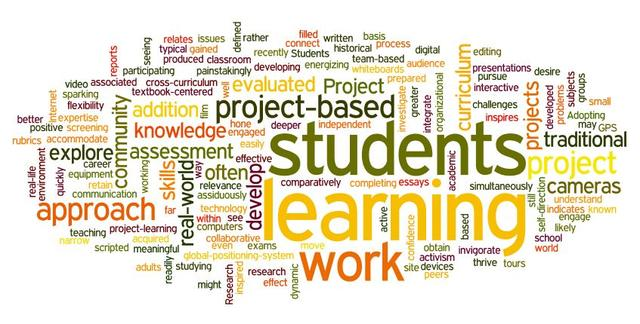 relates issues
typical gained
defined
rather
filled
connect
written basis
historical process
digital
editing
seeing
reports
produced classroom
recently Students
team-based
audience
participating painstakingly
developing energizing whiteboards
presentations desire
pursue
video associated cross-curriculum
internet textbook-centered
sparking
well evaluated Project
prepared
interactive
flexibility
community addition film project-based
investigate greater
integrate
organizational
curriculum
challenges
projects
developed
problems
subjects
groups
small
better expertise
positive screening
knowledge hone
engaged
deeper independent
inspires
Adopting
may GPS
rubrics accommodate
easily
students
traditional
environment
real-life
explore assessment
career
effective
academic
project
equipment
quickly
retain
working
skills
real-world
way
often
relevance
develop
comparatively completing essays
simultaneously
cameras
communication
assiduously
still
self-direction
understand
indicates known
approach far
technology
within see
computers
learning
active
confidence
based
engage
likely
teaching project-learning
narrow acquired
collaborative
even exams move
school
world
scripted meaningful
global-positioning-system
obtain invigorate
activism
adults readily studying
Research
inspired
research
effect
dynamic
work
site devices
peers
thrive tours
might